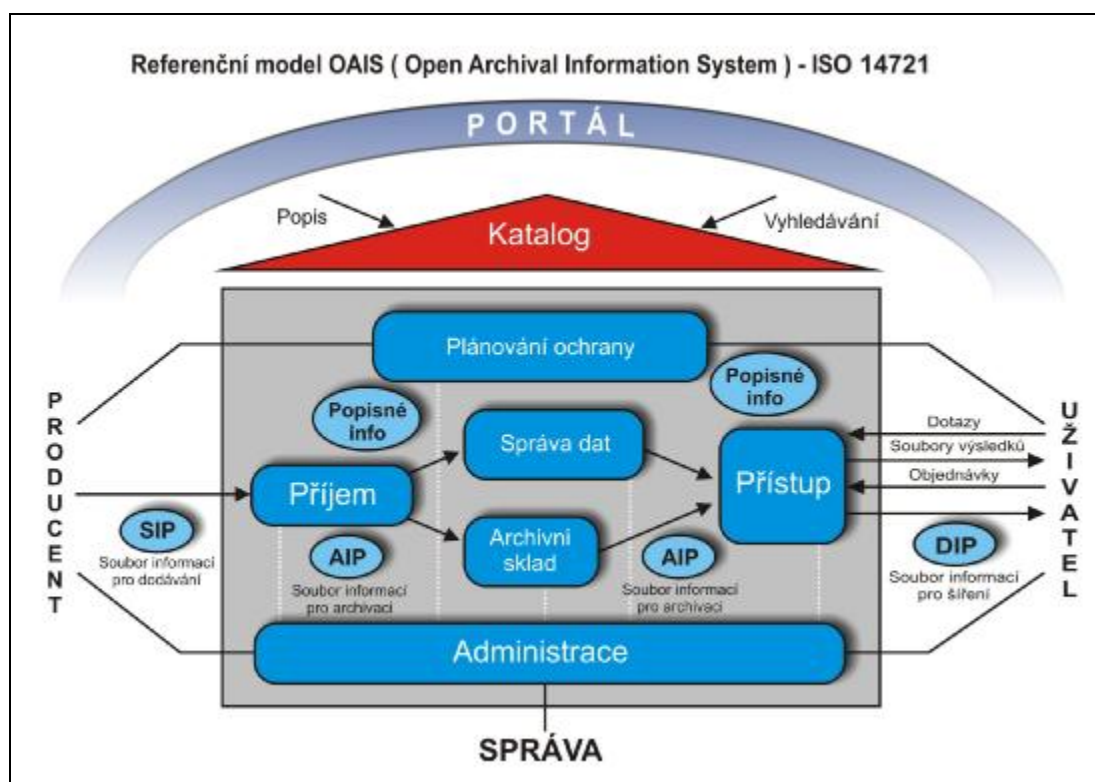 Referenční model OAIS ( Open Archival Information System ) - ISO 14721
PORTÁL
Popis
Vyhledávání
Katalog
Plánování ochrany
Popisné
info
Popisné
info
PRODUCENT
UŽIVATEL
Správa dat
Příjem
Archivní
sklad
Přístup
Dotazy
Soubory výsledků
Objednávky
SIP
Soubor informací
pro dodávání
AIP
Soubor informací
pro archivaci
AIP
Soubor informací
pro archivaci
DIP
Soubor informací
pro šíření
Administrace
SPRÁVA